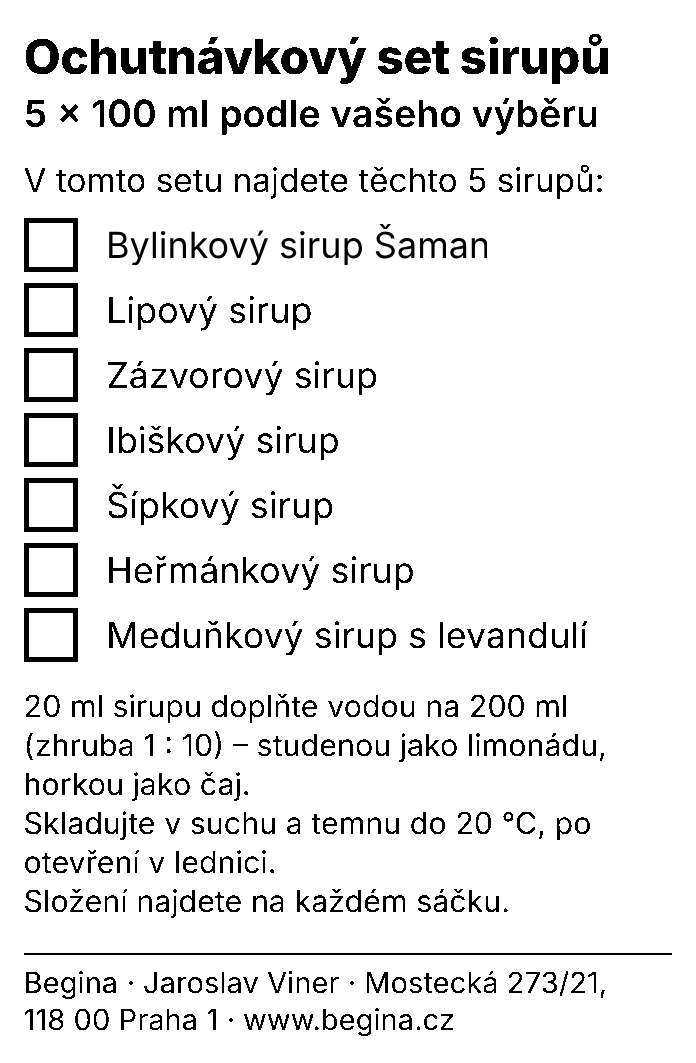 Ochutnávkový set sirupů
5 × 100 ml podle vašeho výběru
V tomto setu najdete těchto 5 sirupů:
Bylinkový sirup Šaman
Lipový sirup
Zázvorový sirup
Ibiškový sirup
Šípkový sirup
Heřmánkový sirup
Meduňkový sirup s levandulí
20 ml sirupu doplňte vodou na 200 ml
(zhruba 1 : 10) – studenou jako limonádu,
horkou jako čaj.
Skladujte v suchu a temnu do 20 °C, po
otevření v lednici.
Složení najdete na každém sáčku.
Begina · Jaroslav Viner · Mostecká 273/21,
118 00 Praha 1 · www.begina.cz